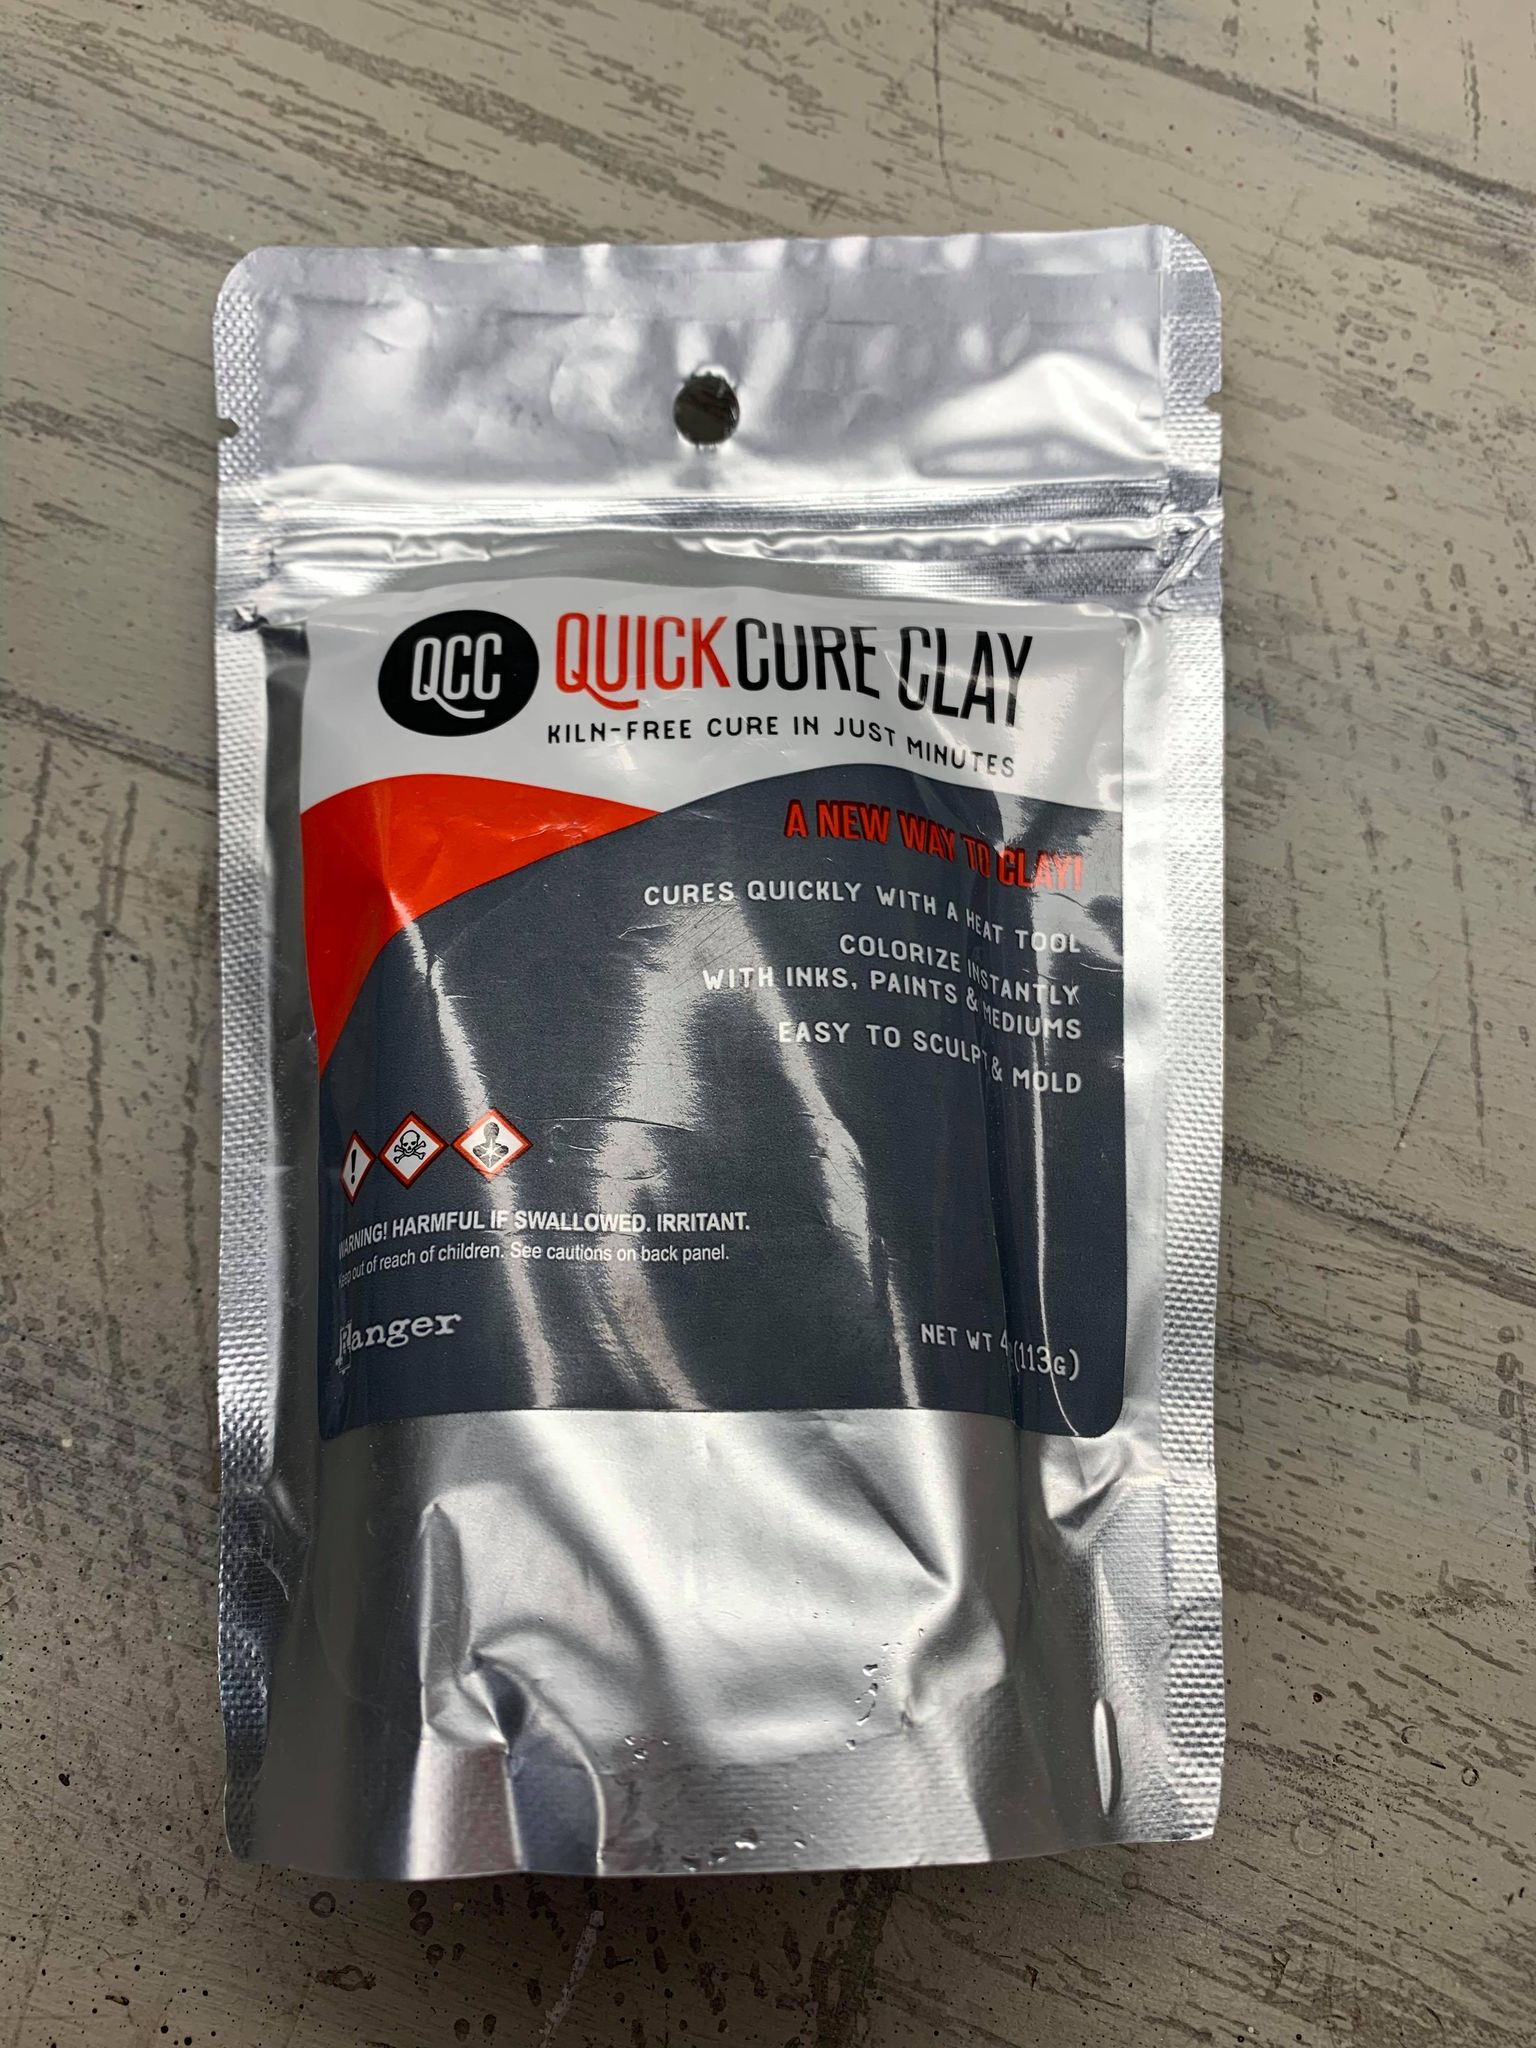 QCC QUICKCURE CLAY
KILN-FREE CURE IN JUST MINUTES
A NEW WAY TO CLAY!
CURES QUICKLY WITH A HEAT TOOL
COLORIZE INSTANTLY
WITH INKS, PAINTS & MEDIUMS
EASY TO SCULPT & MOLD
WARNING! HARMFUL IF SWALLOWED. IRRITANT.
Keep out of reach of children. See cautions on back panel.
Ranger
NET WT 4 (113G)